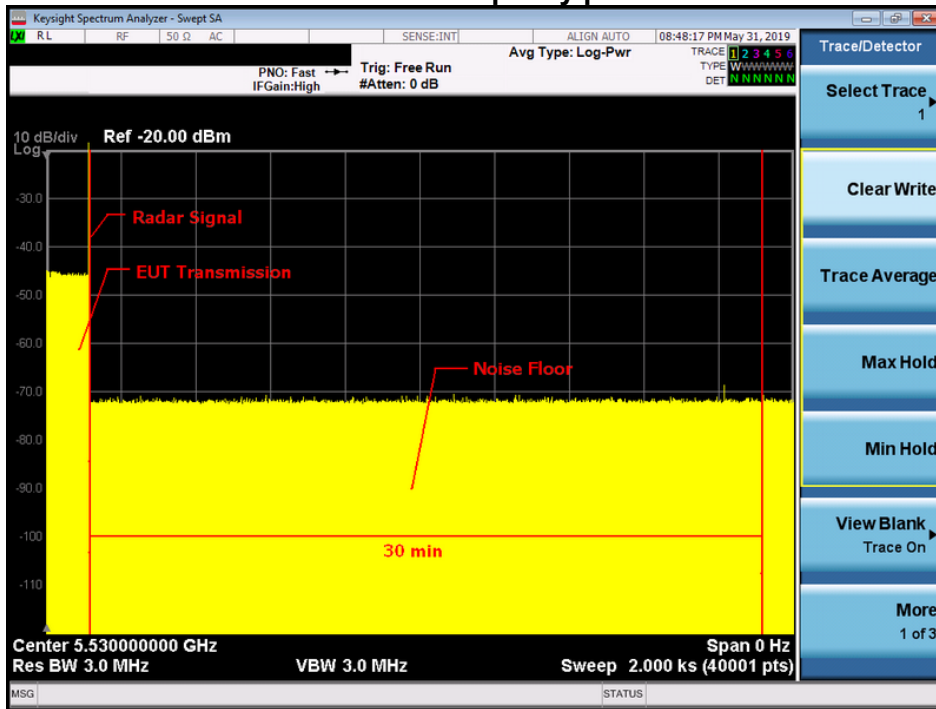 Keysight Spectrum Analyzer - Swept SA
LXI RL RF 50 Ω AC SENSE:INT ALIGN AUTO 08:48:17 PM May 31, 2019
Trace/Detector
Avg Type: Log-Pwr
TRACE 1 2 3 4 5 6
PNO: Fast Trig: Free Run
TYPE WWWWWW
IFGain:High #Atten: 0 dB
DET N N N N N N
Select Trace
1
10 dB/div Ref -20.00 dBm
Log
-30.0
-40.0
-50.0
-60.0
-70.0
-80.0
-90.0
-100
-110
Radar Signal
EUT Transmission
Noise Floor
30 min
Clear Write
Trace Average
Max Hold
Min Hold
View Blank
Trace On
More
1 of 3
Center 5.530000000 GHz Span 0 Hz
Res BW 3.0 MHz VBW 3.0 MHz Sweep 2.000 ks (40001 pts)
MSG STATUS